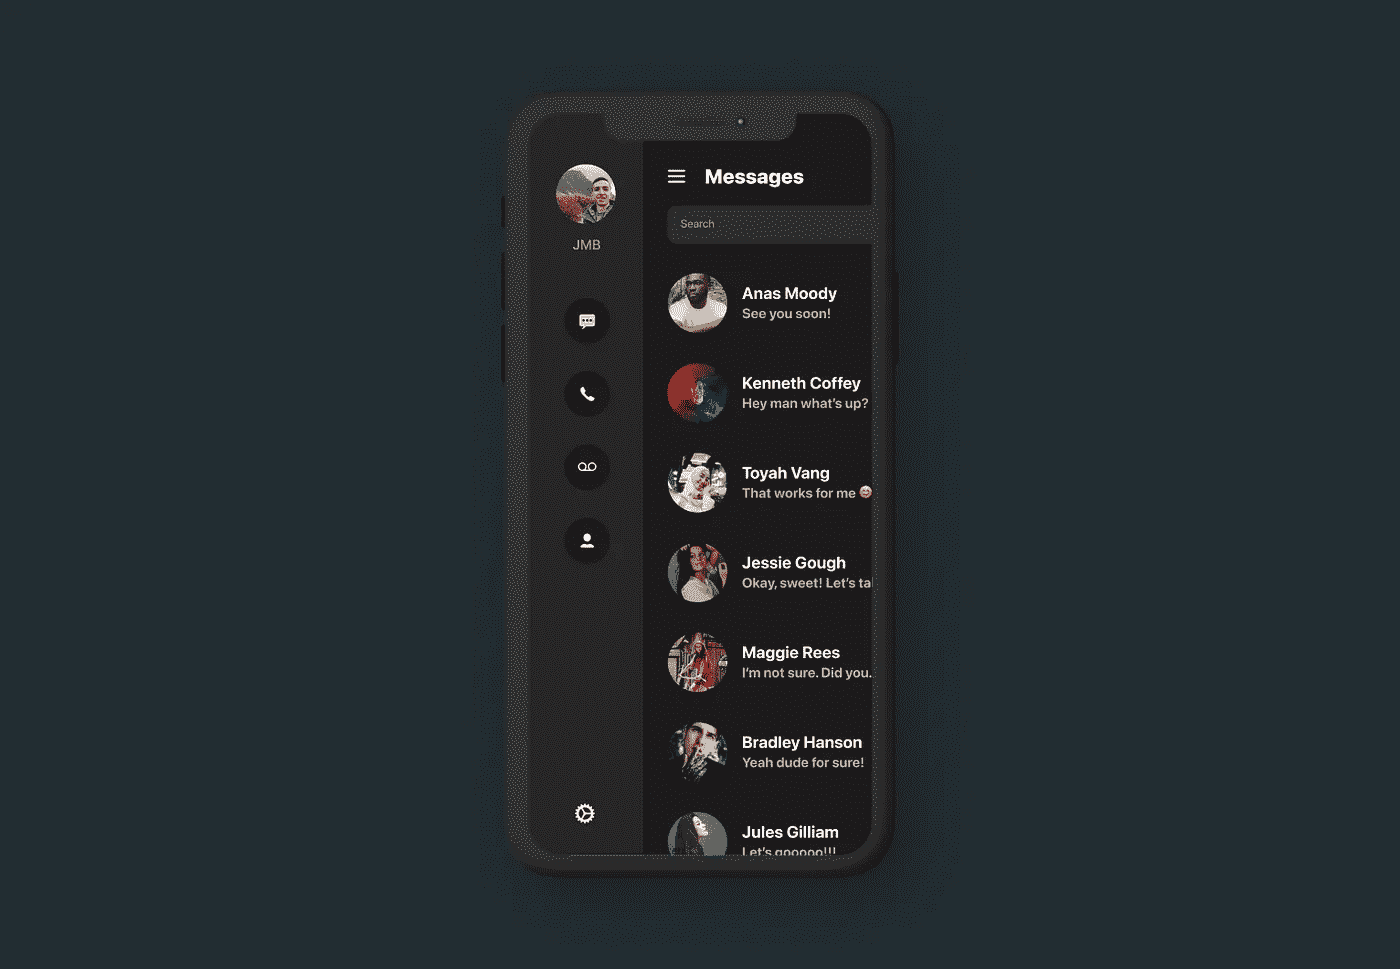 JMB
Messages
Search
Anas Moody
See you soon!
Kenneth Coffey
Hey man what's up?
Toyah Vang
That works for me 😊
Jessie Gough
Okay, sweet! Let's tal
Maggie Rees
I'm not sure. Did you.
Bradley Hanson
Yeah dude for sure!
Jules Gilliam
Let's gooooo!!!